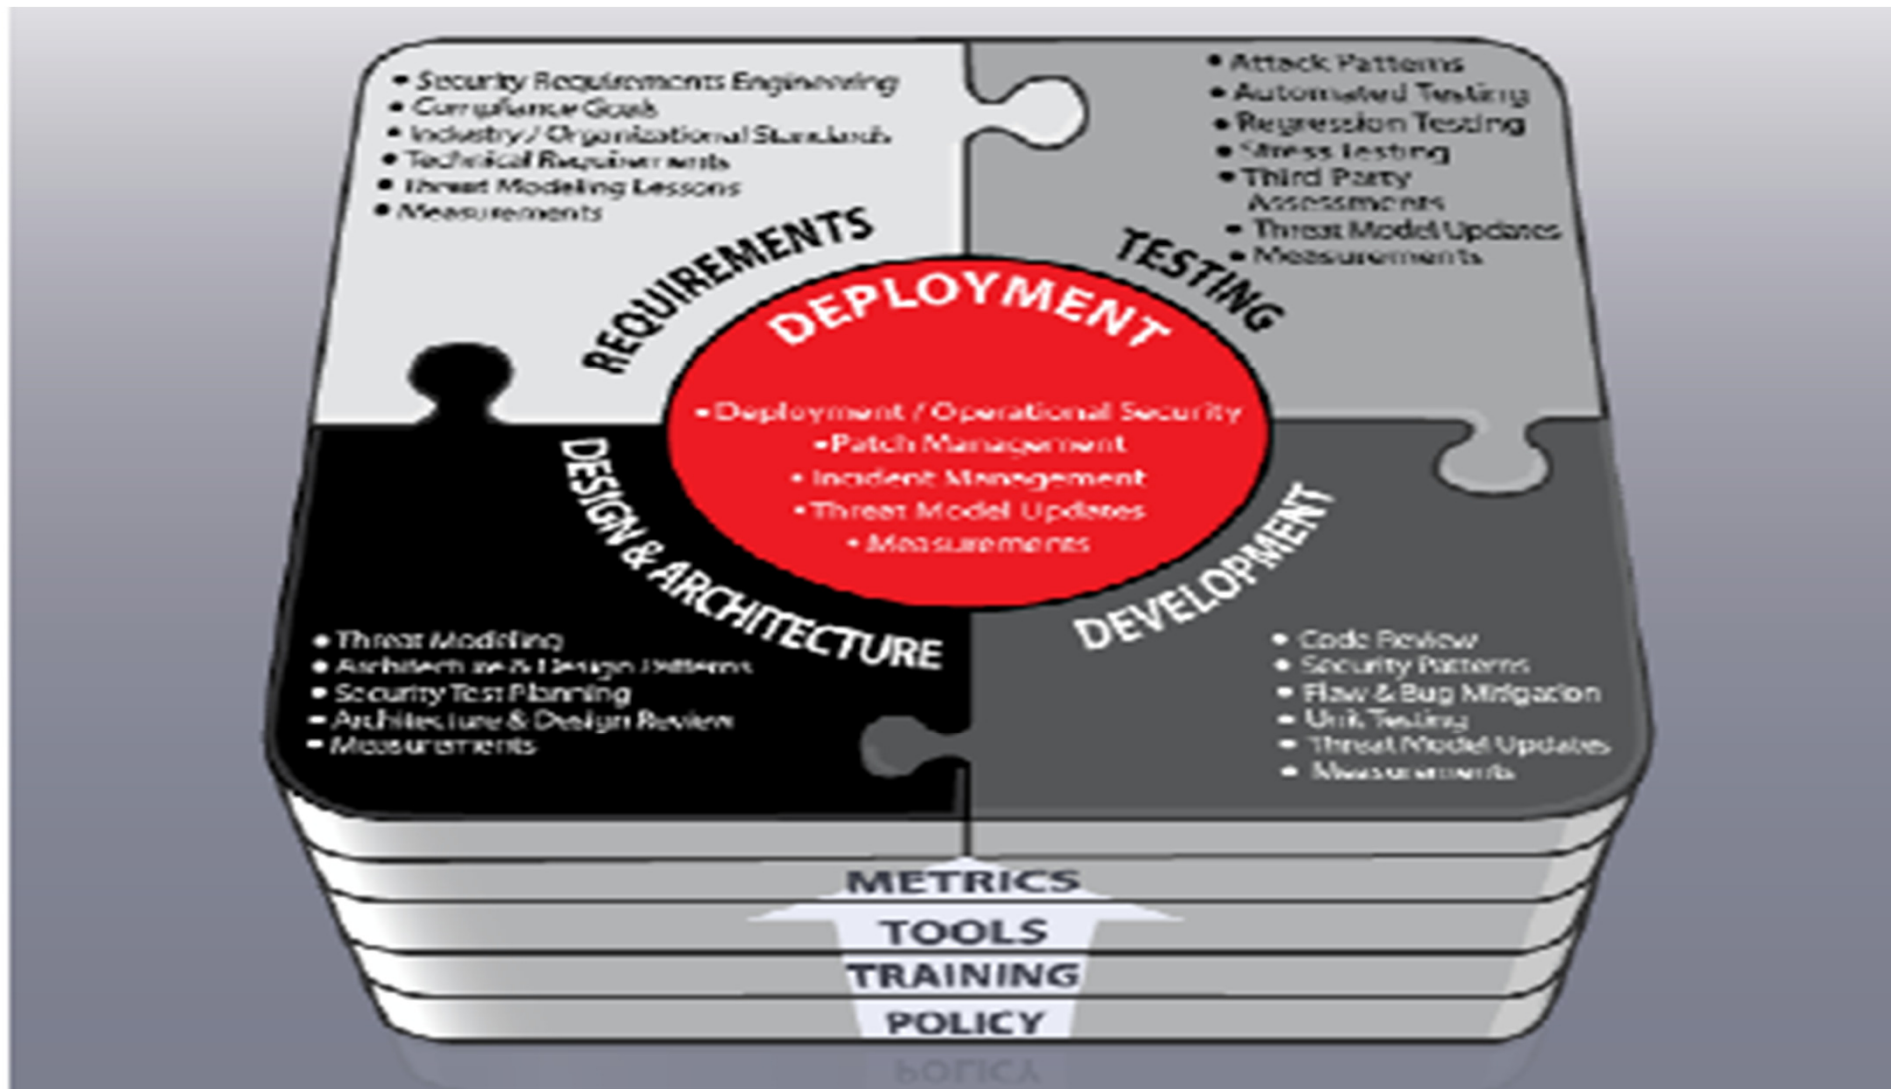 • Security Requirements Engineering
• Compliance Goals
• Industry / Organizational Standards
• Technical Requirements
• Threat Modeling Lessons
• Measurements
REQUIREMENTS
• Attack Patterns
• Automated Testing
• Regression Testing
• Stress Testing
• Third Party
Assessments
• Threat Model Updates
• Measurements
TESTING
DEPLOYMENT
• Deployment / Operational Security
• Patch Management
• Incident Management
• Threat Model Updates
• Measurements
DESIGN & ARCHITECTURE
• Threat Modeling
• Architecture & Design Patterns
• Security Test Planning
• Architecture & Design Review
• Measurements
DEVELOPMENT
• Code Review
• Security Patterns
• Flaw & Bug Mitigation
• Unit Testing
• Threat Model Updates
• Measurements
METRICS
TOOLS
TRAINING
POLICY